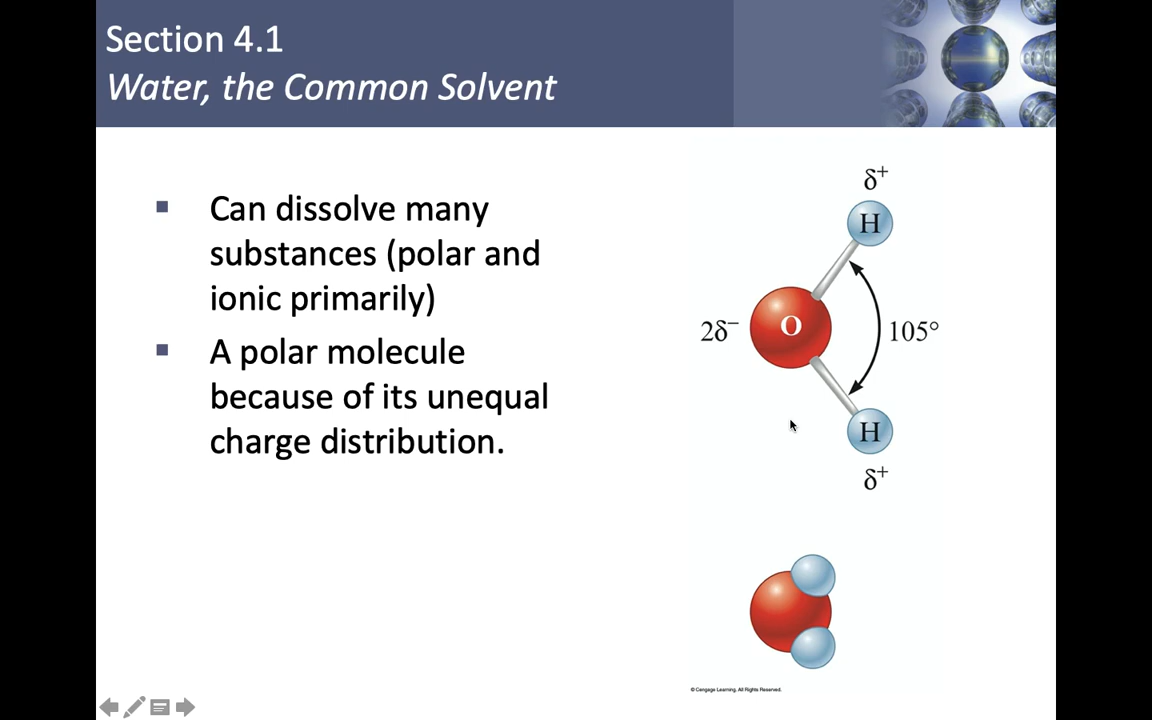 Section 4.1
Water, the Common Solvent
▪ Can dissolve many
substances (polar and
ionic primarily)
▪ A polar molecule
because of its unequal
charge distribution.
δ+
H
2δ−
O
105°
H
δ+
© Cengage Learning. All Rights Reserved.